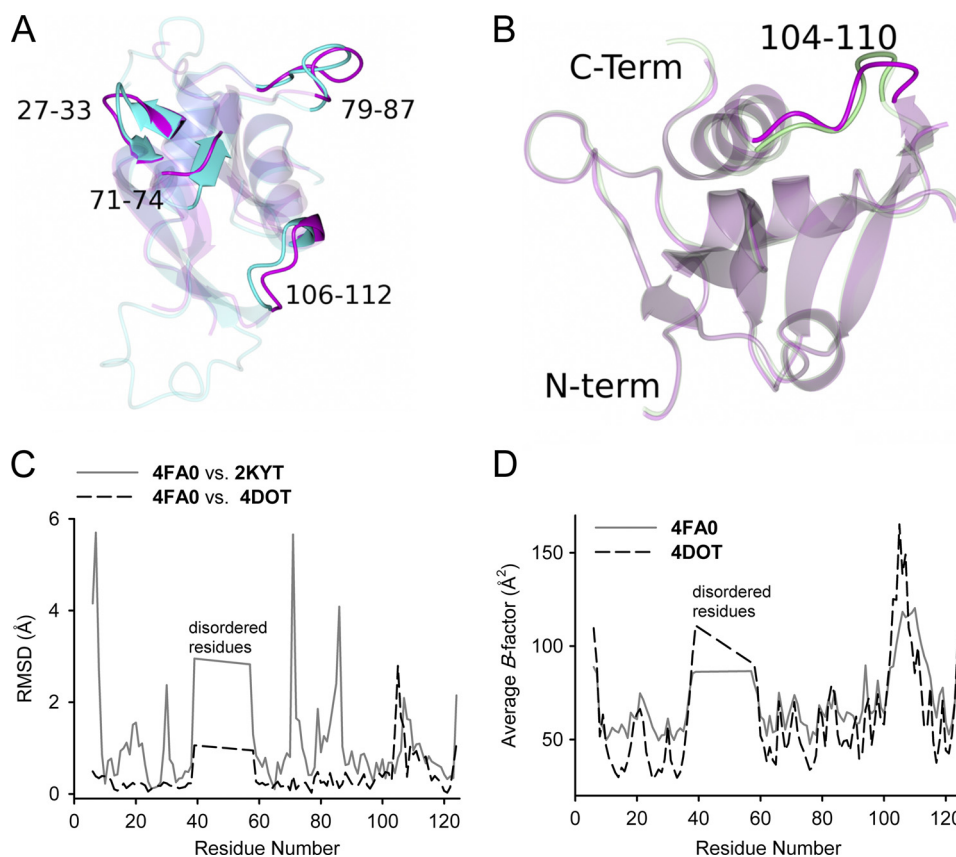 A
27-33
79-87
71-74
106-112
B
104-110
C-Term
N-term
C
4FA0 vs. 2KYT
4FA0 vs. 4DOT
6
4
2
0
RMSD (Å)
disordered
residues
0 20 40 60 80 100 120
Residue Number
D
4FA0
4DOT
150
100
50
Average B-factor (Å²)
disordered
residues
0 20 40 60 80 100 120
Residue Number